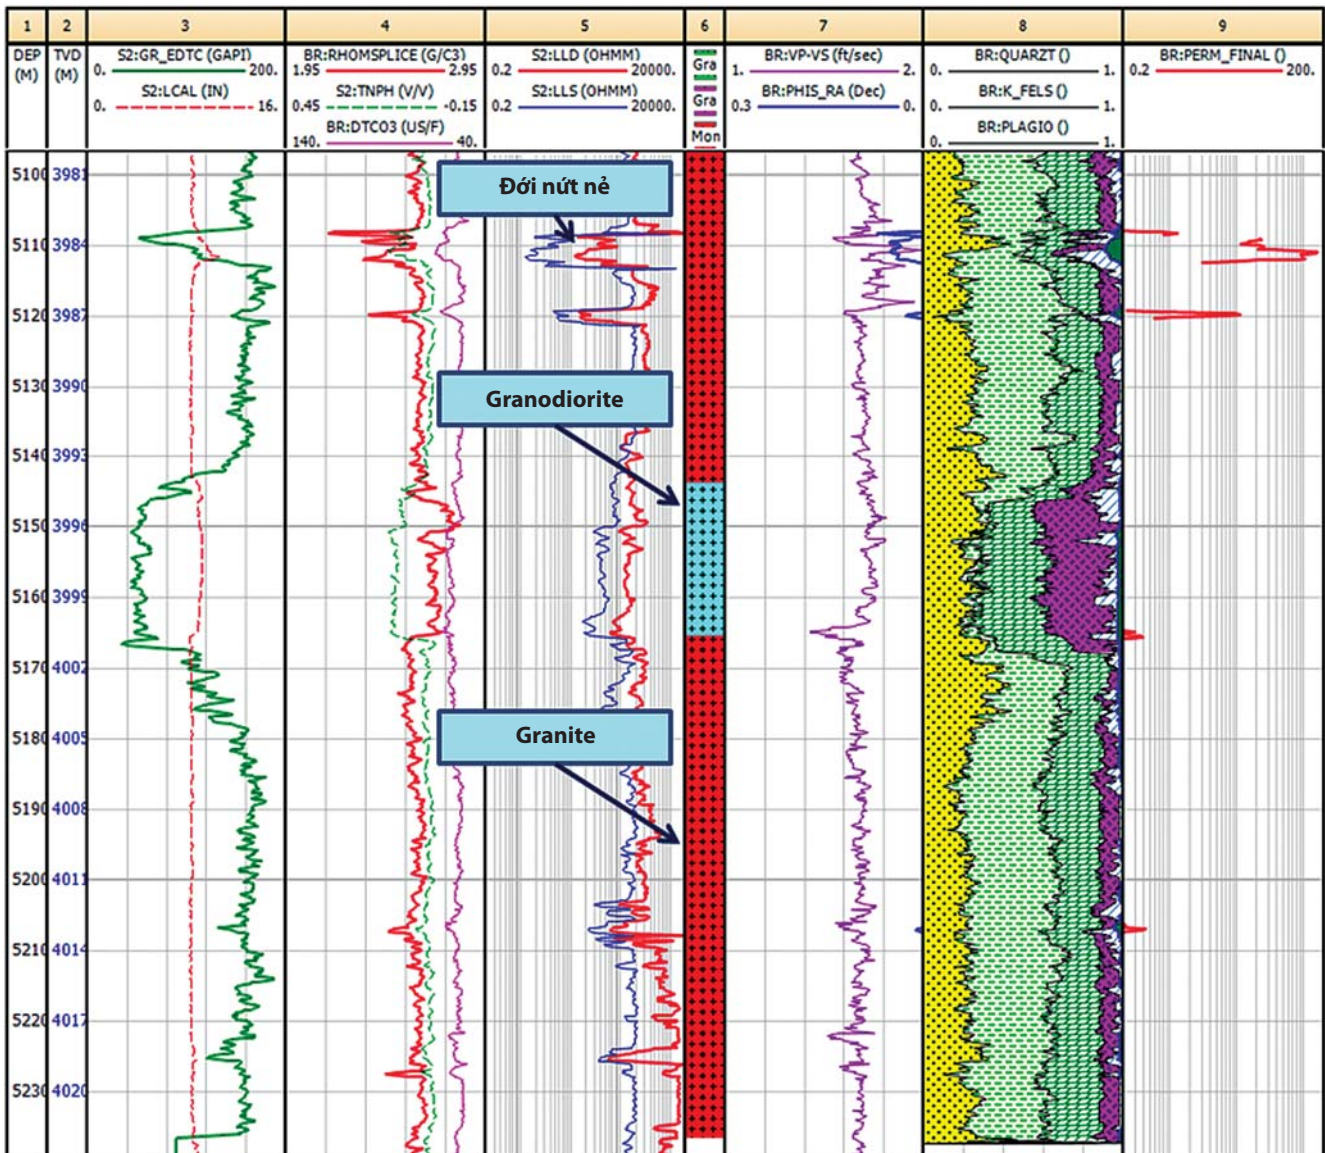 1 2 3 4 5 6 7 8 9
DEP (M)
TVD (M)
S2:GR_EDTC (GAPI)
0. 200.
S2:LCAL (IN)
0. 16.
BR:RHOMSPLICE (G/C3)
1.95 2.95
S2:TNPH (V/V)
0.45 -0.15
BR:DTCO3 (US/F)
140. 40.
S2:LLD (OHMM)
0.2 20000.
S2:LLS (OHMM)
0.2 20000.
Gra
Gra
Mon
BR:VP-VS (ft/sec)
1. 2.
BR:PHIS_RA (Dec)
0.3 0.
BR:QUARZT ()
0. 1.
BR:K_FELS ()
0. 1.
BR:PLAGIO ()
0. 1.
BR:PERM_FINAL ()
0.2 200.
5100 3981
Đới nứt nẻ
5110 3984
5120 3987
5130 3990
Granodiorite
5140 3993
5150 3996
5160 3999
5170 4002
Granite
5180 4005
5190 4008
5200 4011
5210 4014
5220 4017
5230 4020